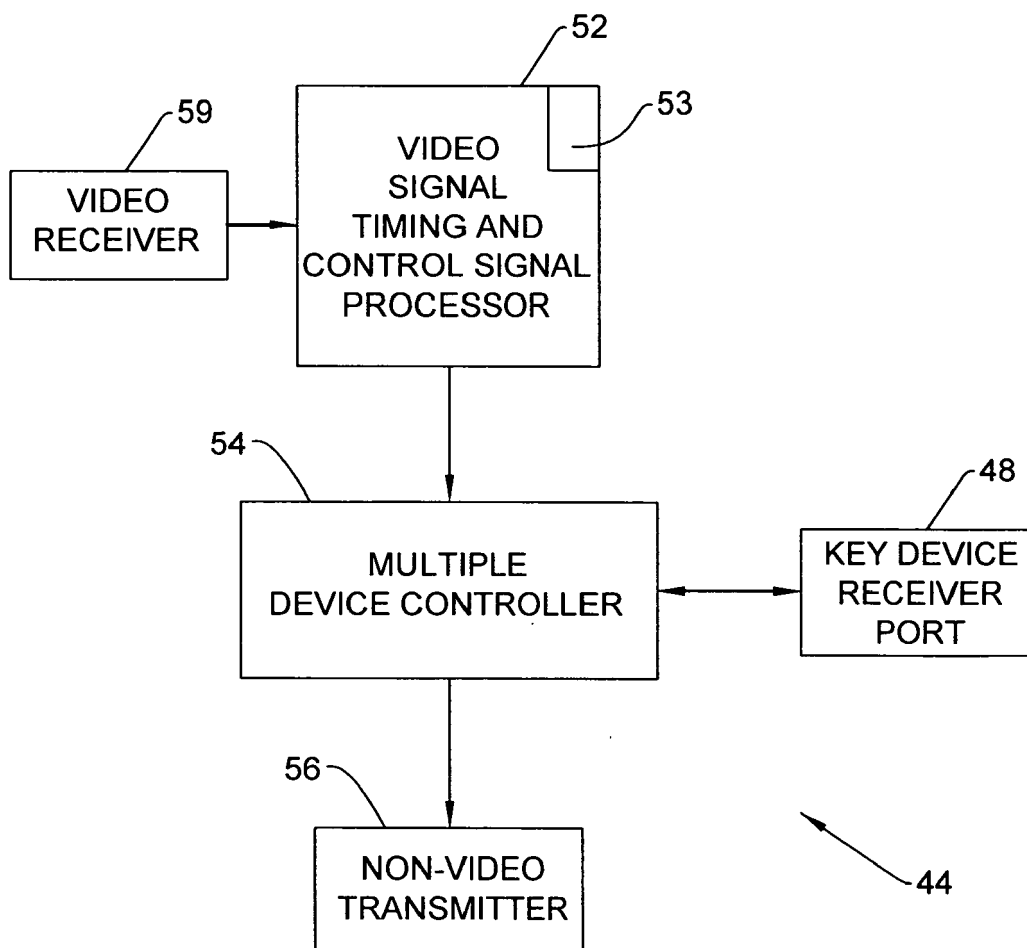 52
59
53
VIDEO
RECEIVER
VIDEO
SIGNAL
TIMING AND
CONTROL SIGNAL
PROCESSOR
54
48
MULTIPLE
DEVICE CONTROLLER
KEY DEVICE
RECEIVER
PORT
56
NON-VIDEO
TRANSMITTER
44